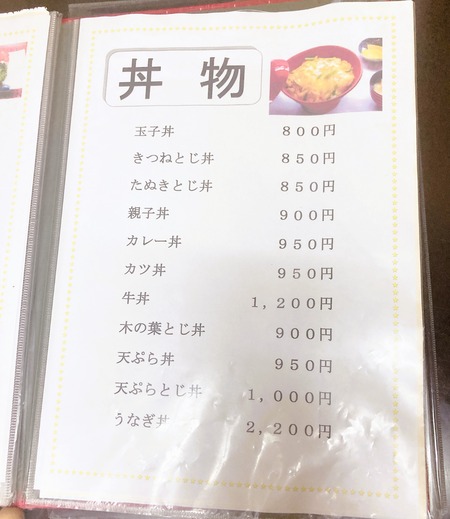 丼物
玉子丼 800円
きつねとじ丼 850円
たぬきとじ丼 850円
親子丼 900円
カレー丼 950円
カツ丼 950円
牛丼 1,200円
木の葉とじ丼 900円
天ぷら丼 950円
天ぷらとじ丼 1,000円
うなぎ丼 2,200円